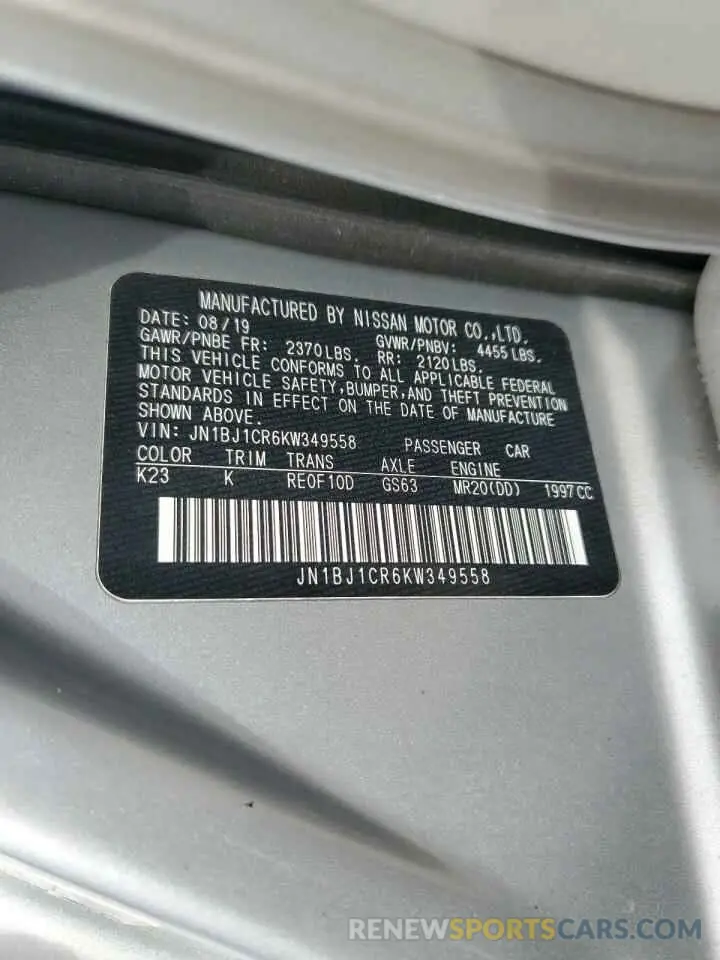 MANUFACTURED BY NISSAN MOTOR CO.,LTD.
DATE: 08/19 GVWR/PNBV: 4455 LBS.
GAWR/PNBE FR: 2370LBS. RR: 2120LBS.
THIS VEHICLE CONFORMS TO ALL APPLICABLE FEDERAL
MOTOR VEHICLE SAFETY,BUMPER,AND THEFT PREVENTION
STANDARDS IN EFFECT ON THE DATE OF MANUFACTURE
SHOWN ABOVE.
VIN: JN1BJ1CR6KW349558 PASSENGER CAR
COLOR TRIM TRANS AXLE ENGINE
K23 K RE0F10D GS63 MR20(DD) 1997CC
JN1BJ1CR6KW349558
RENEWSPORTSCARS.COM